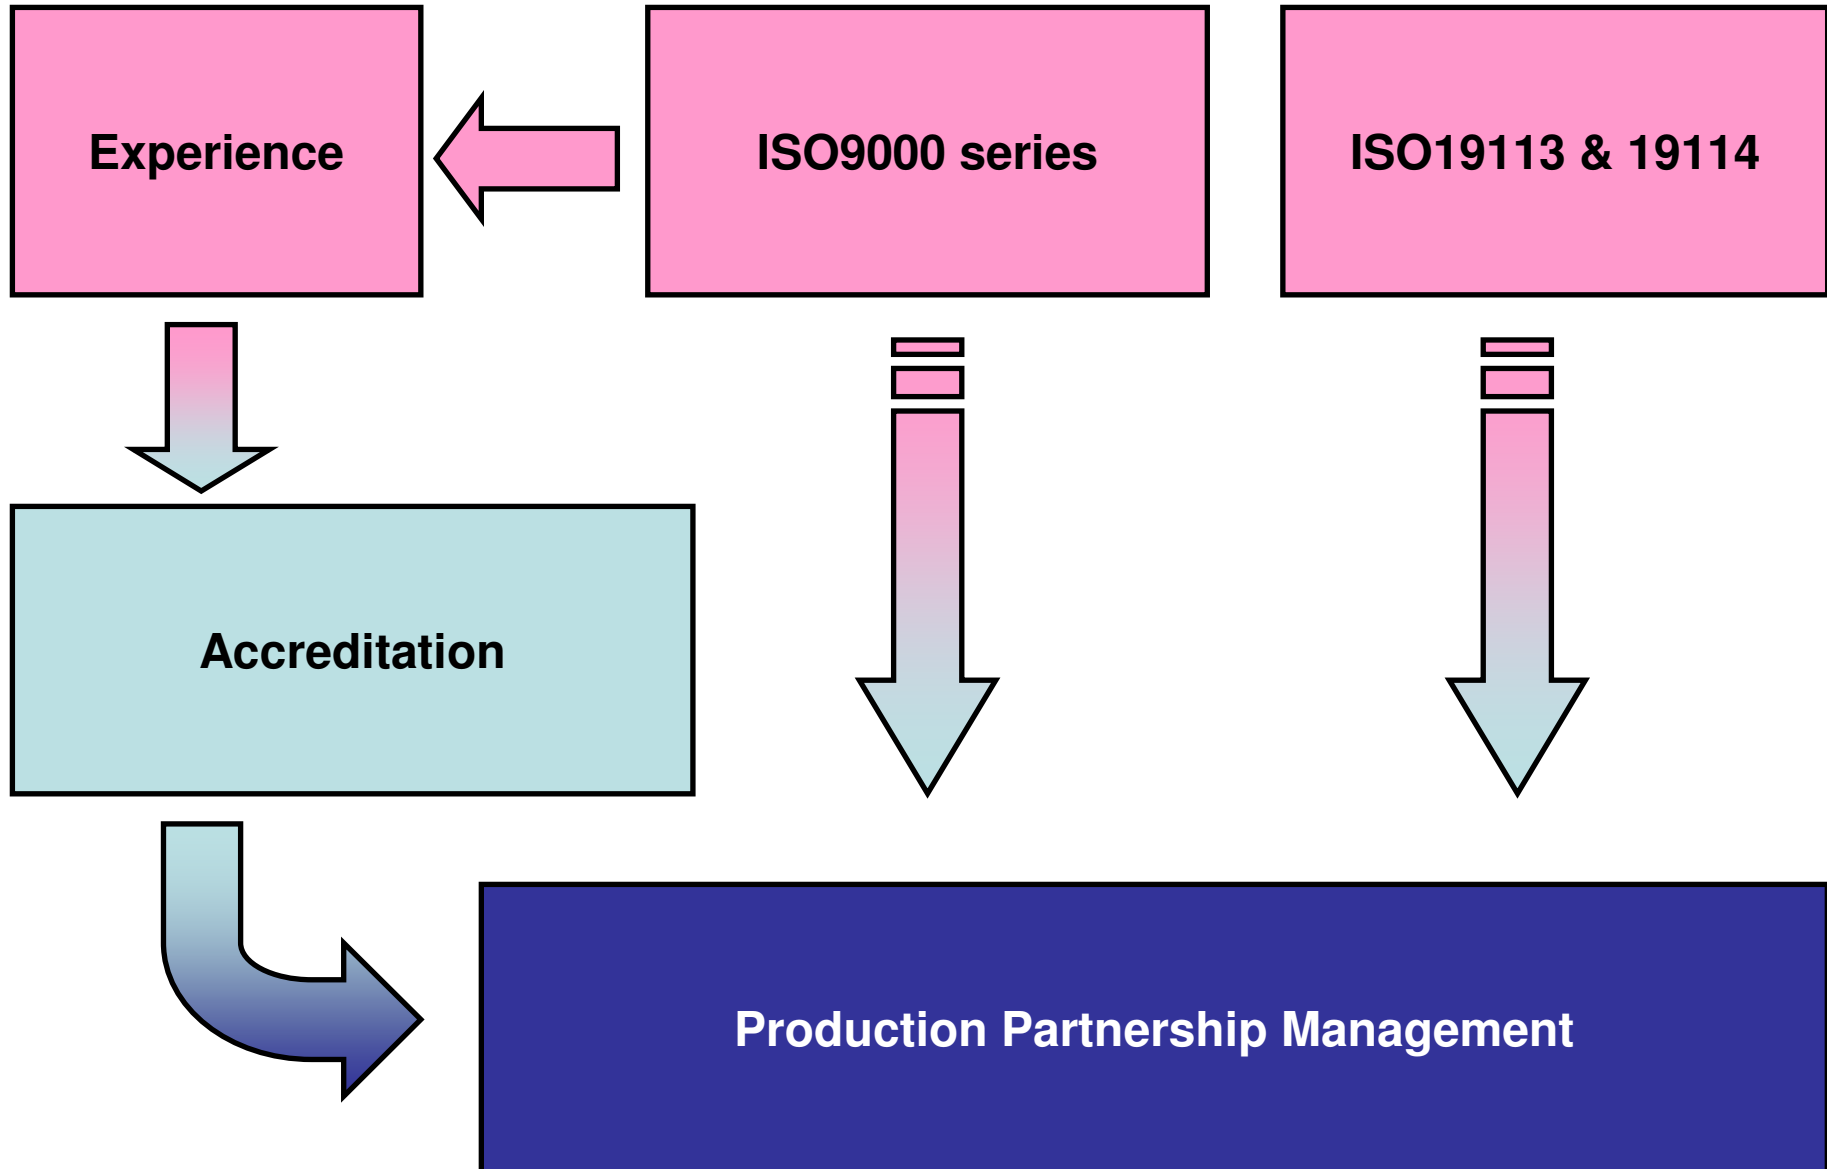 Experience
ISO9000 series
ISO19113 & 19114
Accreditation
Production Partnership Management